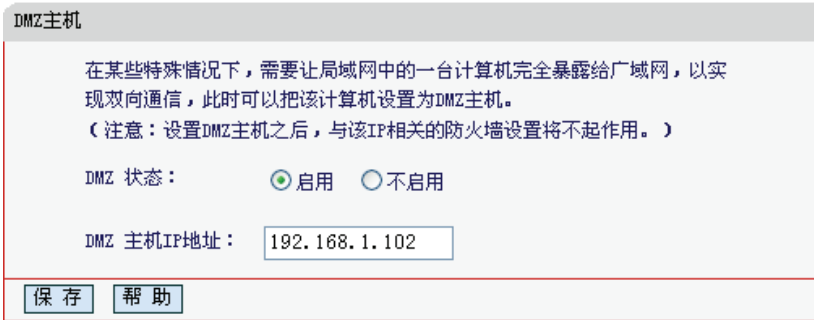 DMZ主机
在某些特殊情况下，需要让局域网中的一台计算机完全暴露给广域网，以实
现双向通信，此时可以把该计算机设置为DMZ主机。
（注意：设置DMZ主机之后，与该IP相关的防火墙设置将不起作用。）
DMZ 状态： 启用 不启用
DMZ 主机IP地址： 192.168.1.102
保 存 帮 助